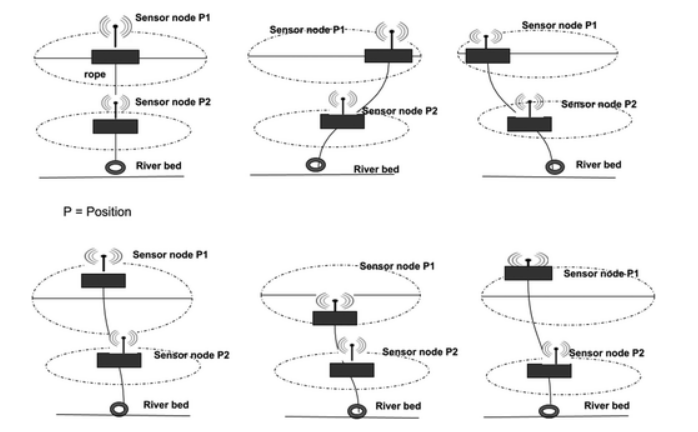 Sensor node P1
Sensor node P1
Sensor node P1
rope
Sensor node P2
Sensor node P2
Sensor node P2
River bed
River bed
River bed
P = Position
Sensor node P1
Sensor node P1
Sensor node P1
Sensor node P2
Sensor node P2
Sensor node P2
River bed
River bed
River bed